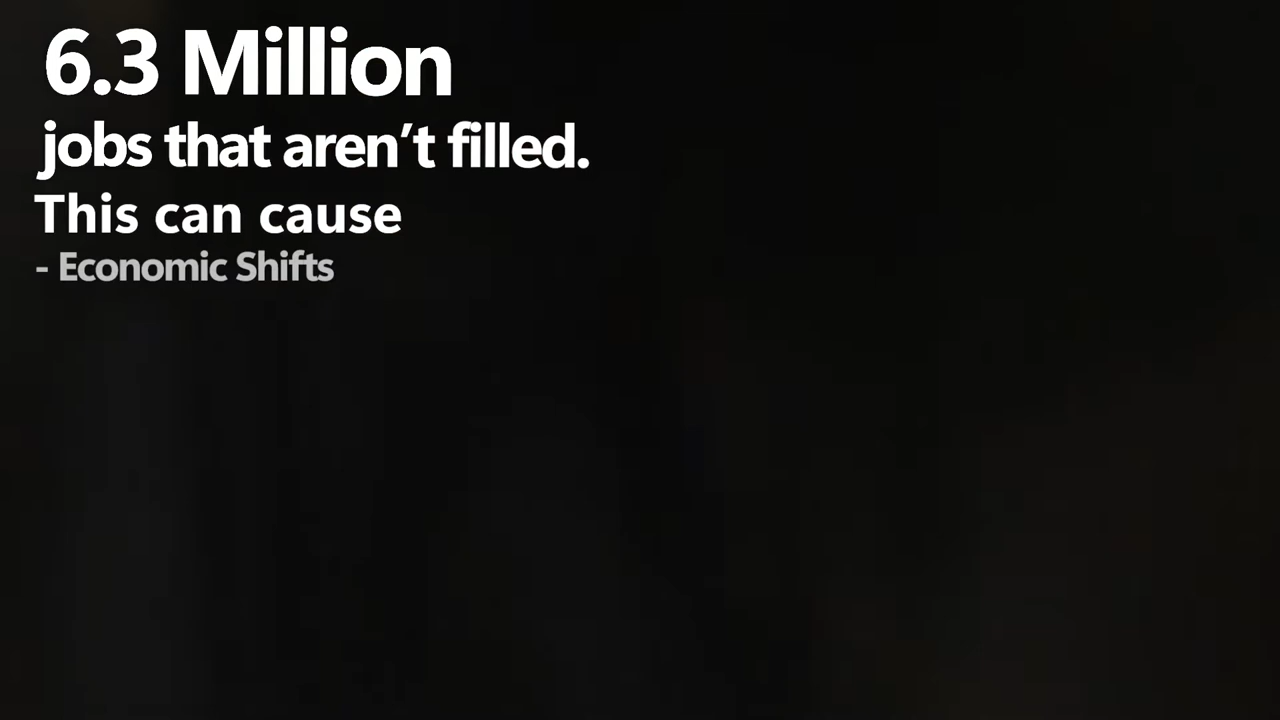 6.3 Million
jobs that aren’t filled.
This can cause
- Economic Shifts